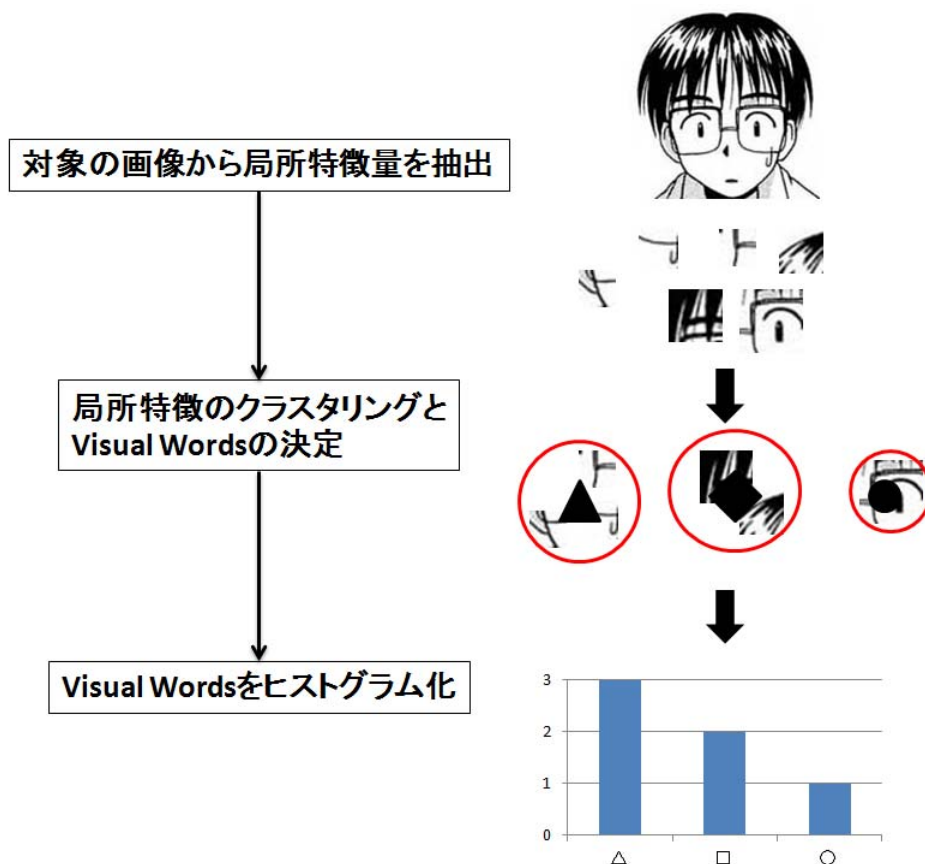 対象の画像から局所特徴量を抽出
局所特徴のクラスタリングと
Visual Wordsの決定
Visual Wordsをヒストグラム化
3
2
1
0
△ □ ○